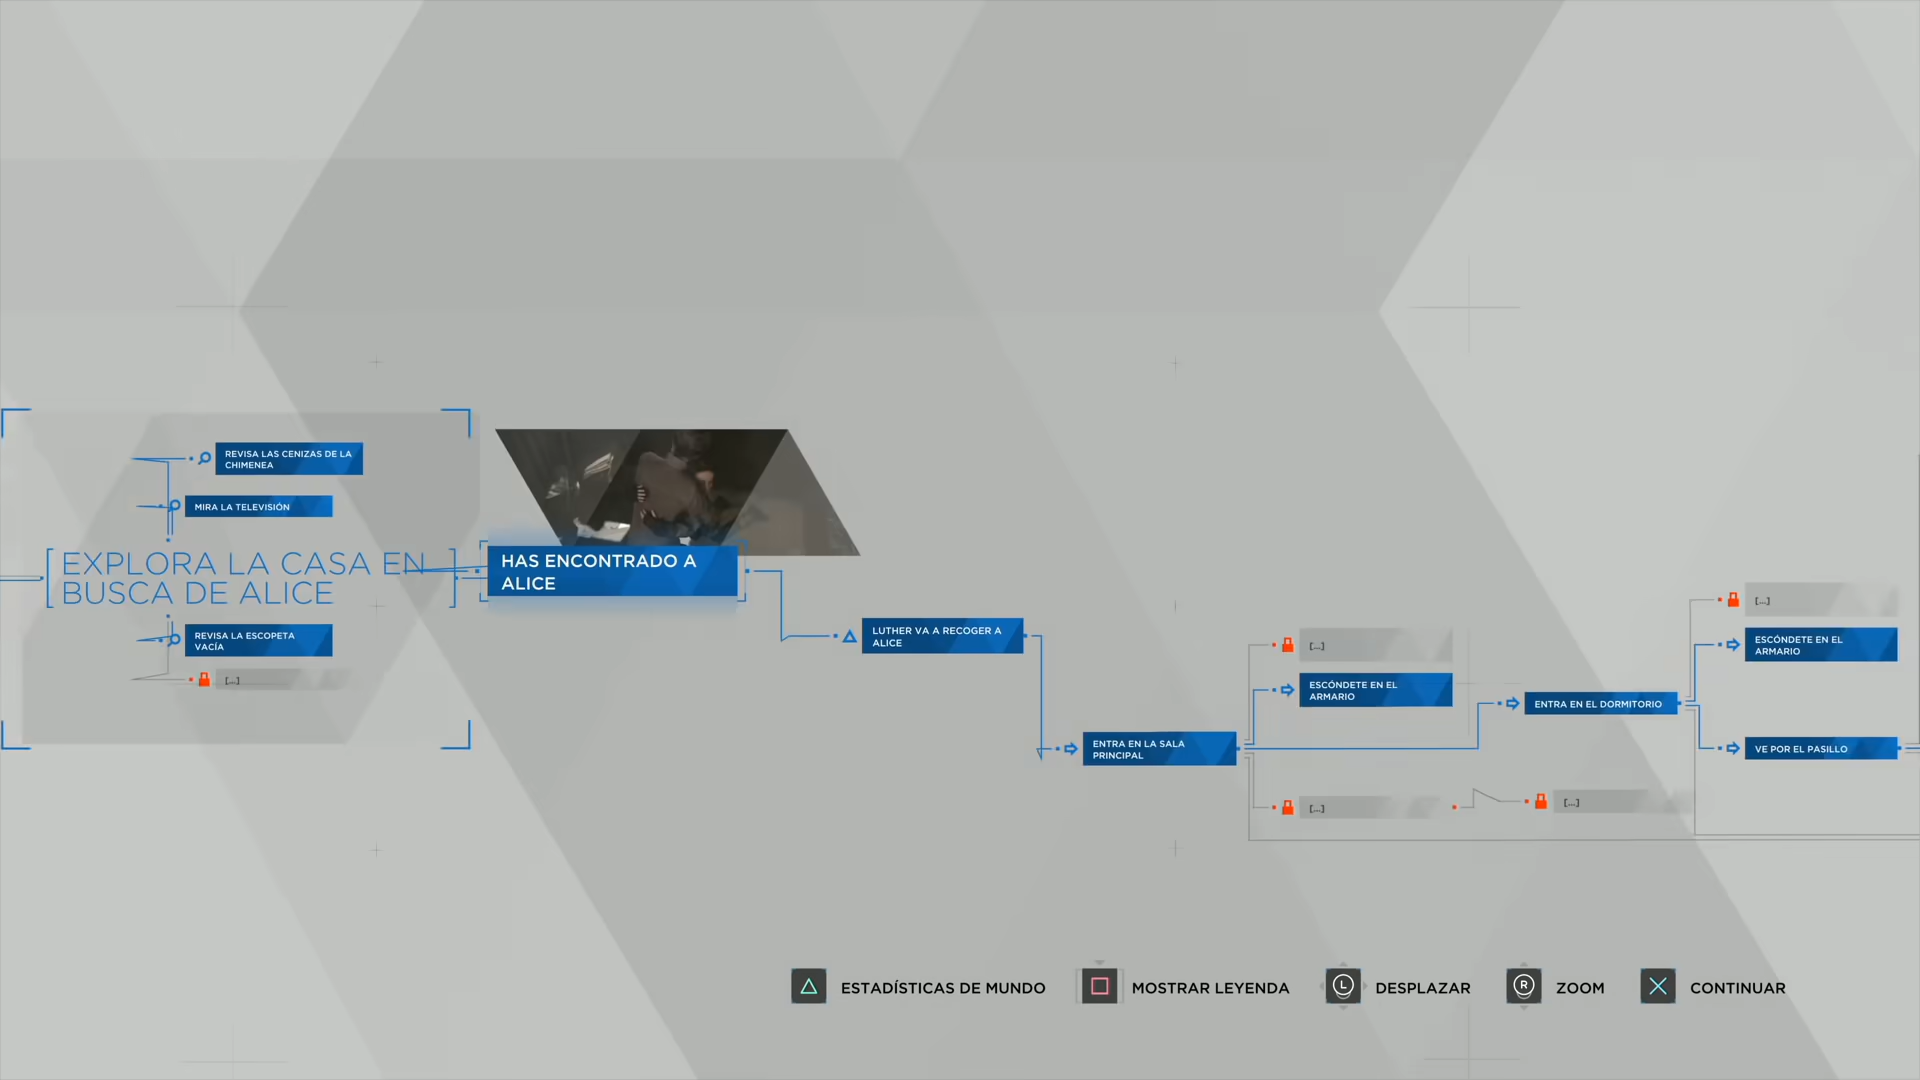 REVISA LAS CENIZAS DE LA
CHIMENEA
MIRA LA TELEVISIÓN
EXPLORA LA CASA EN
BUSCA DE ALICE
REVISA LA ESCOPETA
VACÍA
[...]
HAS ENCONTRADO A
ALICE
LUTHER VA A RECOGER A
ALICE
ENTRA EN LA SALA
PRINCIPAL
[...]
ESCÓNDETE EN EL
ARMARIO
[...]
[...]
ENTRA EN EL DORMITORIO
[...]
ESCÓNDETE EN EL
ARMARIO
VE POR EL PASILLO
ESTADÍSTICAS DE MUNDO
MOSTRAR LEYENDA
L DESPLAZAR
R ZOOM
CONTINUAR